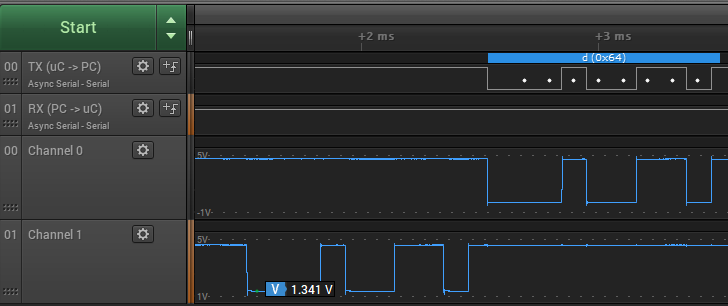 Start
+2 ms
+3 ms
d (0x64)
00 TX (uC -> PC)
Async Serial - Serial
01 RX (PC -> uC)
Async Serial - Serial
00 Channel 0
5V
-1V
01 Channel 1
5V
V 1.341 V
1V